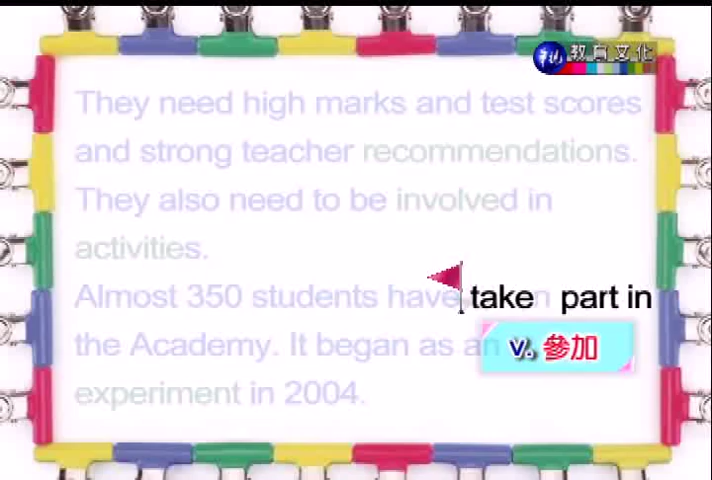 華視 教育文化
They need high marks and test scores
and strong teacher recommendations.
They also need to be involved in
activities.
Almost 350 students have take part in
the Academy. It began as an
v. 參加
experiment in 2004.